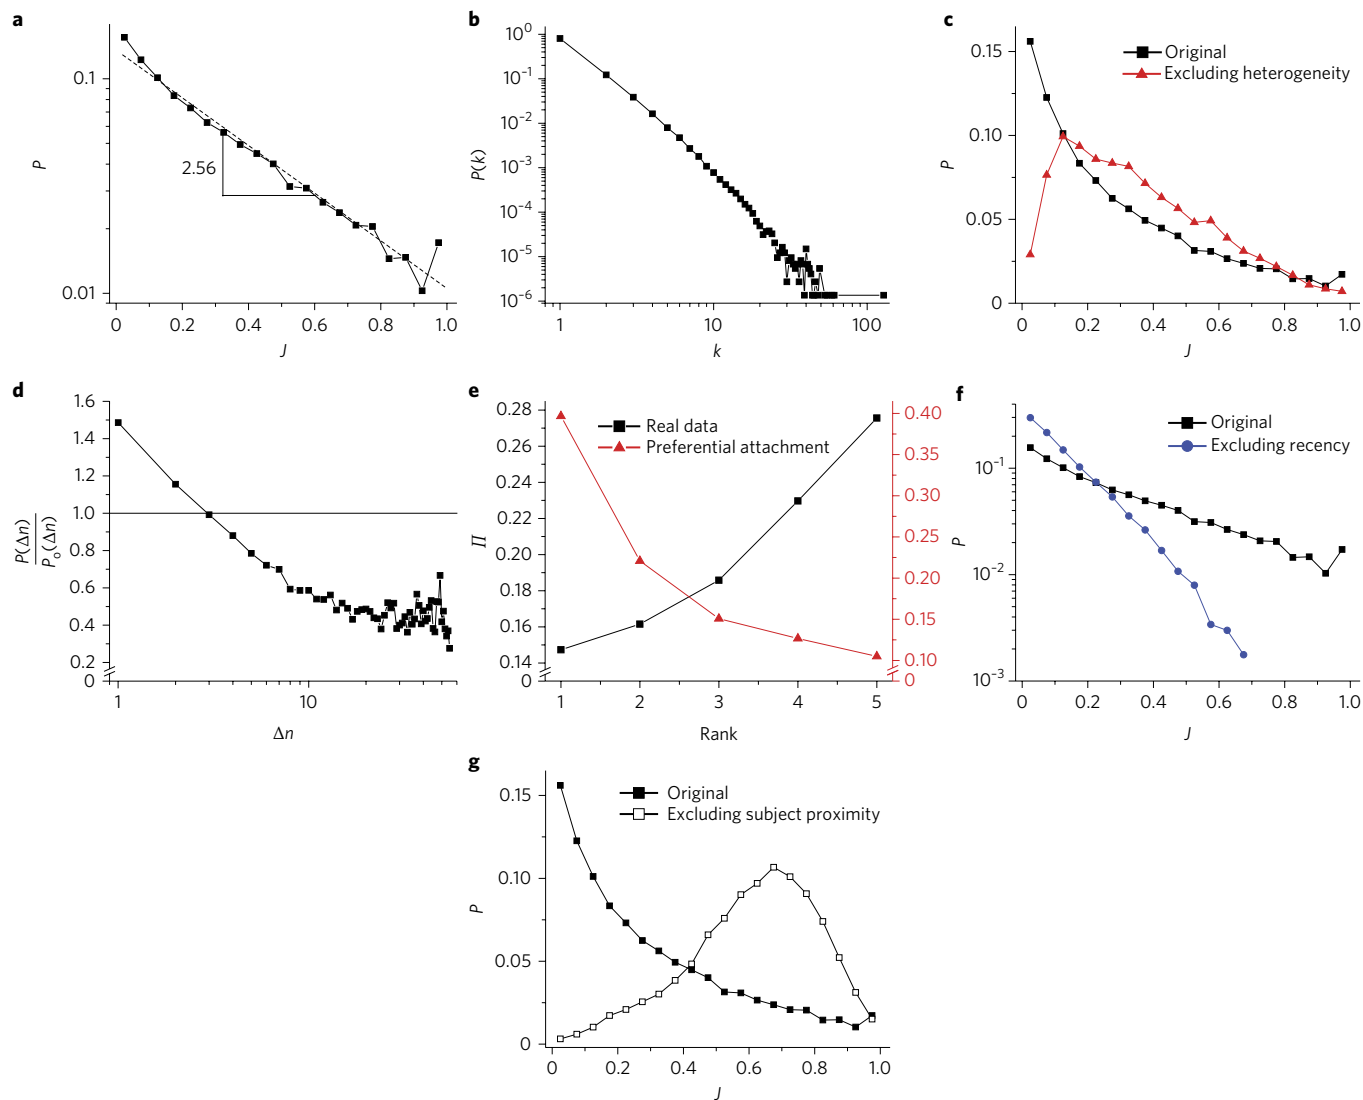 a
P
0.1
0.01
2.56
0 0.2 0.4 0.6 0.8 1.0
J
b
P(k)
10⁰
10⁻¹
10⁻²
10⁻³
10⁻⁴
10⁻⁵
10⁻⁶
1 10 100
k
c
P
0.15
0.10
0.05
0
Original
Excluding heterogeneity
0 0.2 0.4 0.6 0.8 1.0
J
d
P(Δn)
Pₒ(Δn)
1.6
1.4
1.2
1.0
0.8
0.6
0.4
0.2
0
1 10
Δn
e
Π
0.28
0.26
0.24
0.22
0.20
0.18
0.16
0.14
0
Real data
Preferential attachment
0.40
0.35
0.30
0.25
0.20
0.15
0.10
0
1 2 3 4 5
Rank
f
P
10⁻¹
10⁻²
10⁻³
Original
Excluding recency
0 0.2 0.4 0.6 0.8 1.0
J
g
P
0.15
0.10
0.05
0
Original
Excluding subject proximity
0 0.2 0.4 0.6 0.8 1.0
J